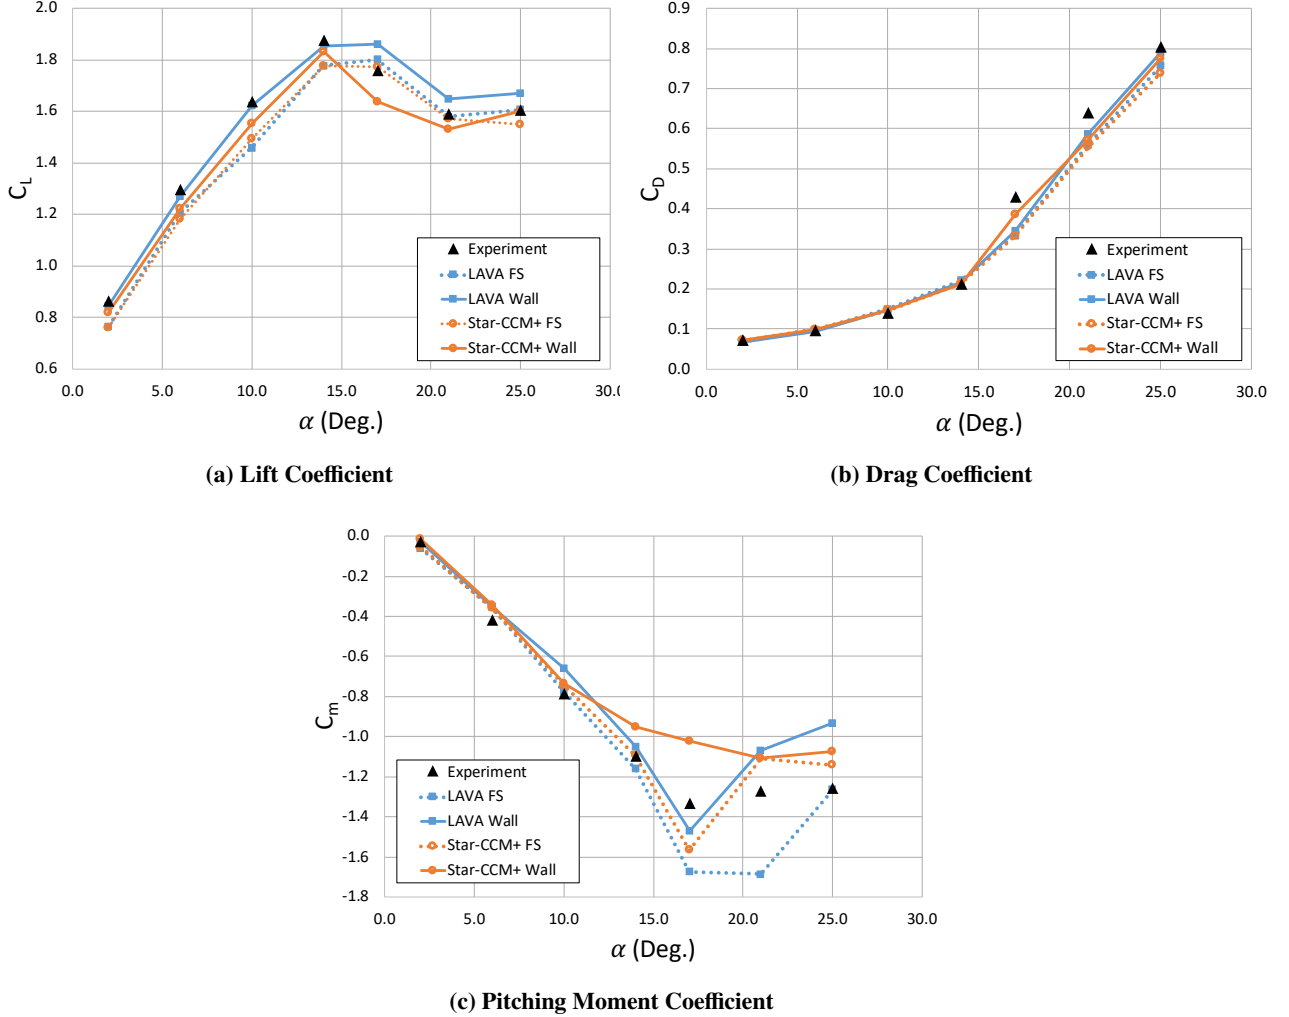 2.0
1.8
1.6
1.4
1.2
1.0
0.8
0.6
C_L
0.0 5.0 10.0 15.0 20.0 25.0 30.0
α (Deg.)
Experiment
LAVA FS
LAVA Wall
Star-CCM+ FS
Star-CCM+ Wall
(a) Lift Coefficient
0.9
0.8
0.7
0.6
0.5
0.4
0.3
0.2
0.1
0.0
C_D
0.0 5.0 10.0 15.0 20.0 25.0 30.0
α (Deg.)
Experiment
LAVA FS
LAVA Wall
Star-CCM+ FS
Star-CCM+ Wall
(b) Drag Coefficient
0.0
-0.2
-0.4
-0.6
-0.8
-1.0
-1.2
-1.4
-1.6
-1.8
C_m
0.0 5.0 10.0 15.0 20.0 25.0 30.0
α (Deg.)
Experiment
LAVA FS
LAVA Wall
Star-CCM+ FS
Star-CCM+ Wall
(c) Pitching Moment Coefficient